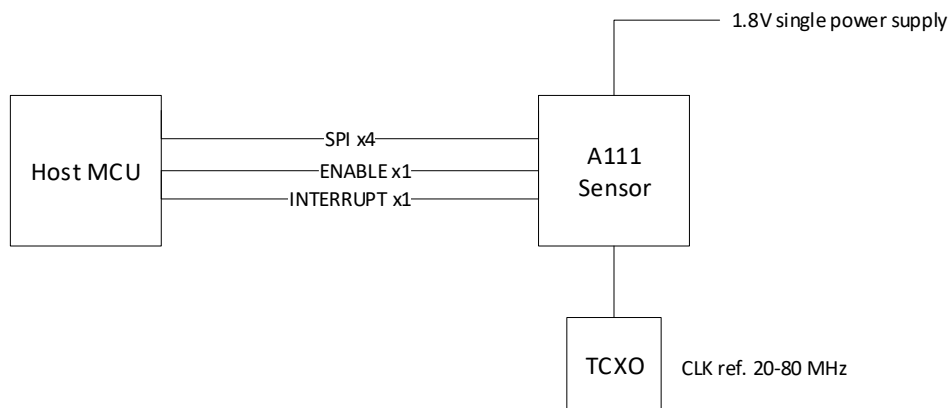 1.8V single power supply
Host MCU
SPI x4
ENABLE x1
INTERRUPT x1
A111
Sensor
TCXO
CLK ref. 20-80 MHz